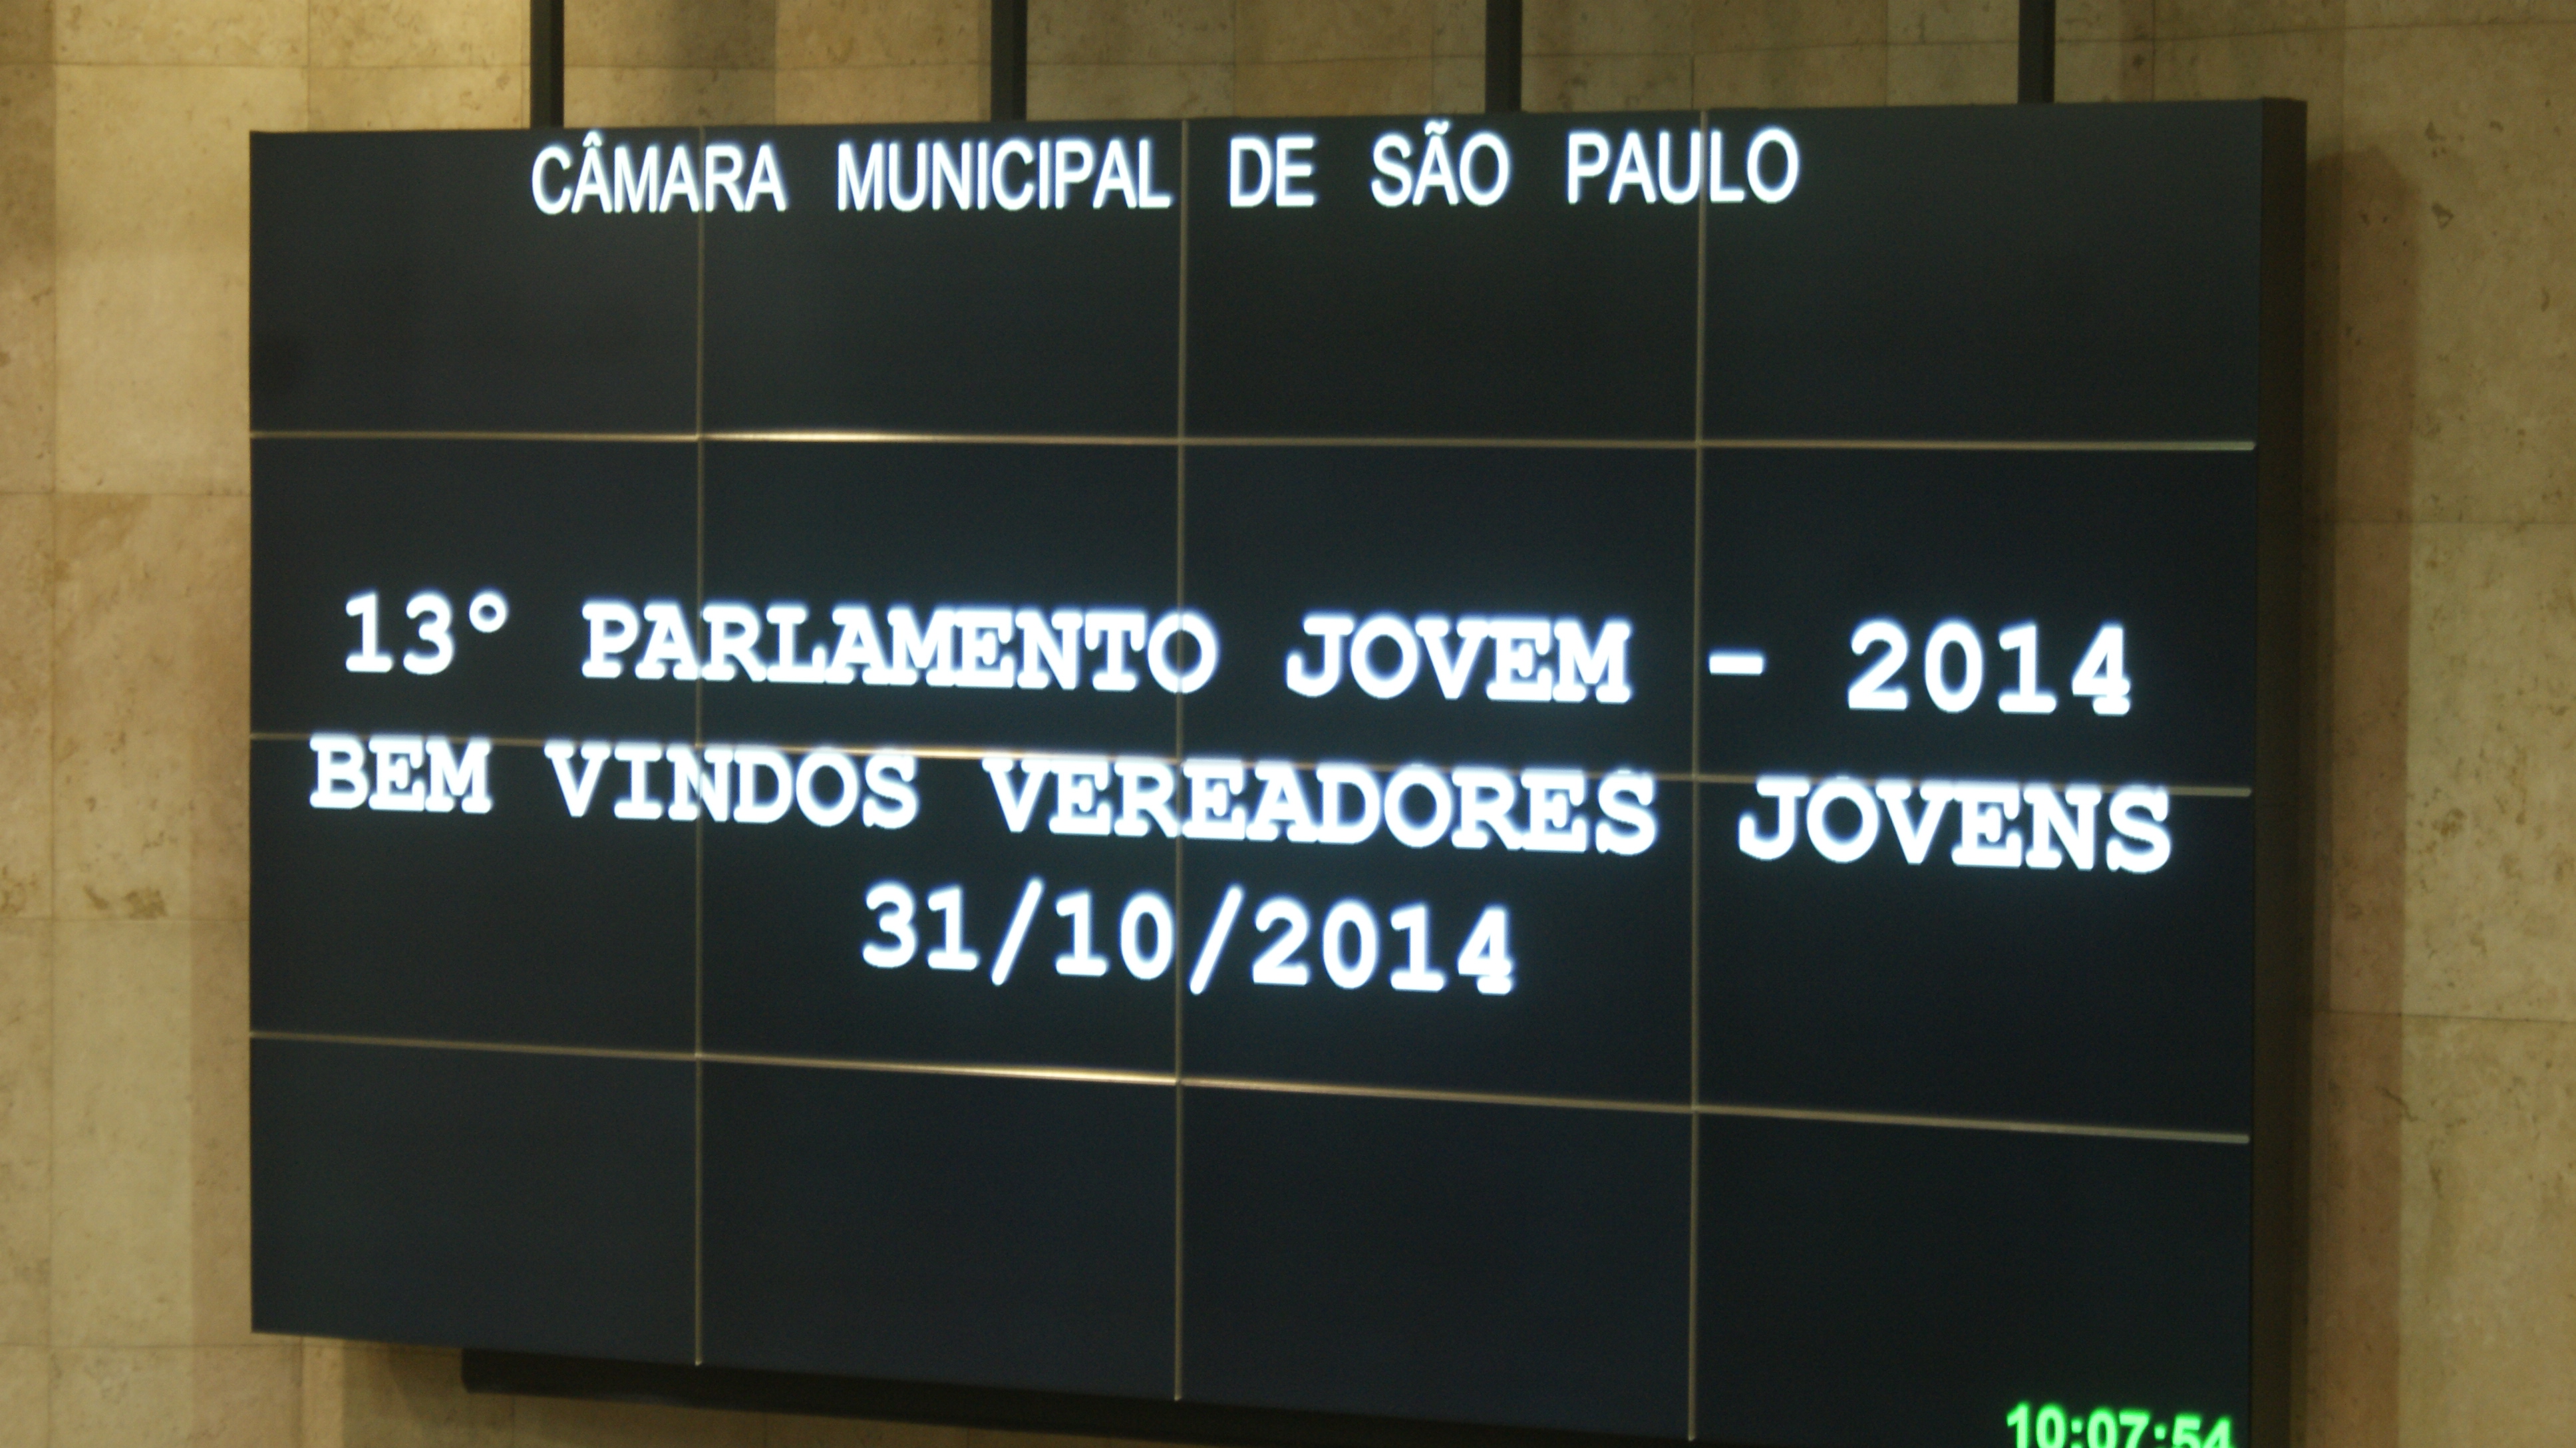 CÂMARA MUNICIPAL DE SÃO PAULO
13° PARLAMENTO JOVEM - 2014
BEM VINDOS VEREADORES JOVENS
31/10/2014
10:07:54